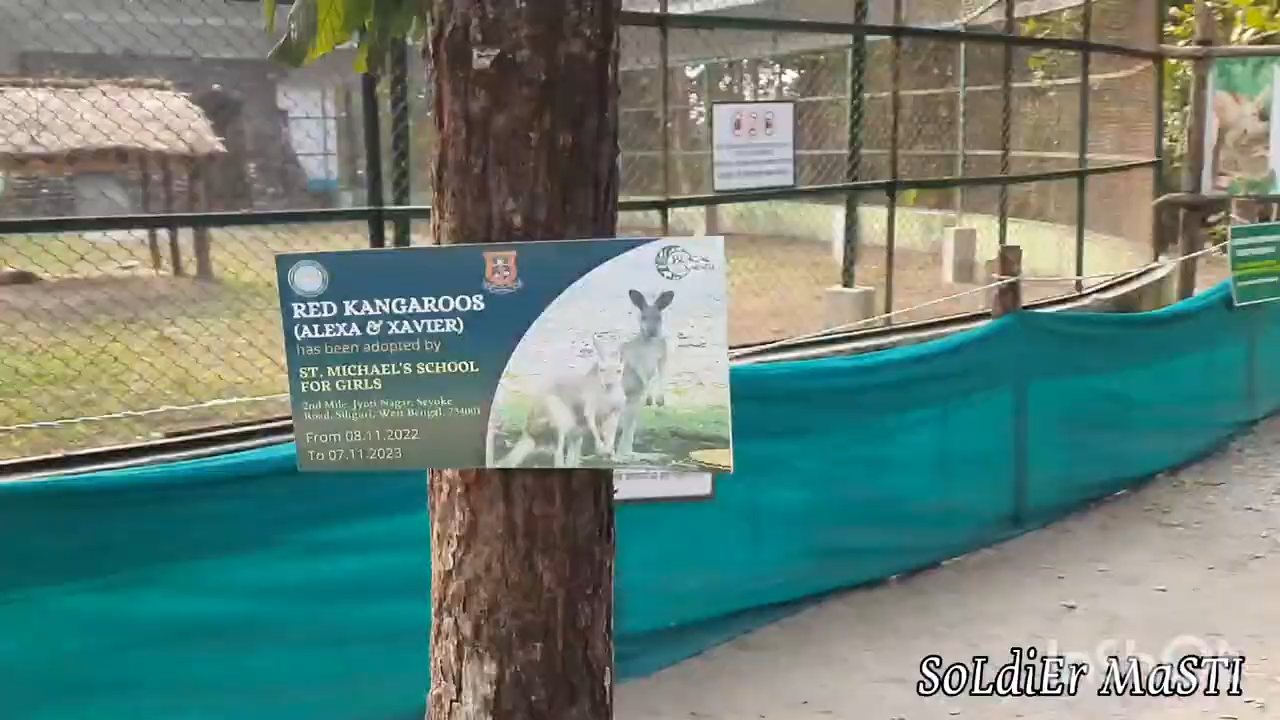 RED KANGAROOS
(ALEXA & XAVIER)
has been adopted by
ST. MICHAEL'S SCHOOL
FOR GIRLS
2nd Mile, Jyoti Nagar, Sevoke
Road, Siliguri, West Bengal, 734001
From 08.11.2022
To 07.11.2023
SoLdiEr MaSTI
InShOt